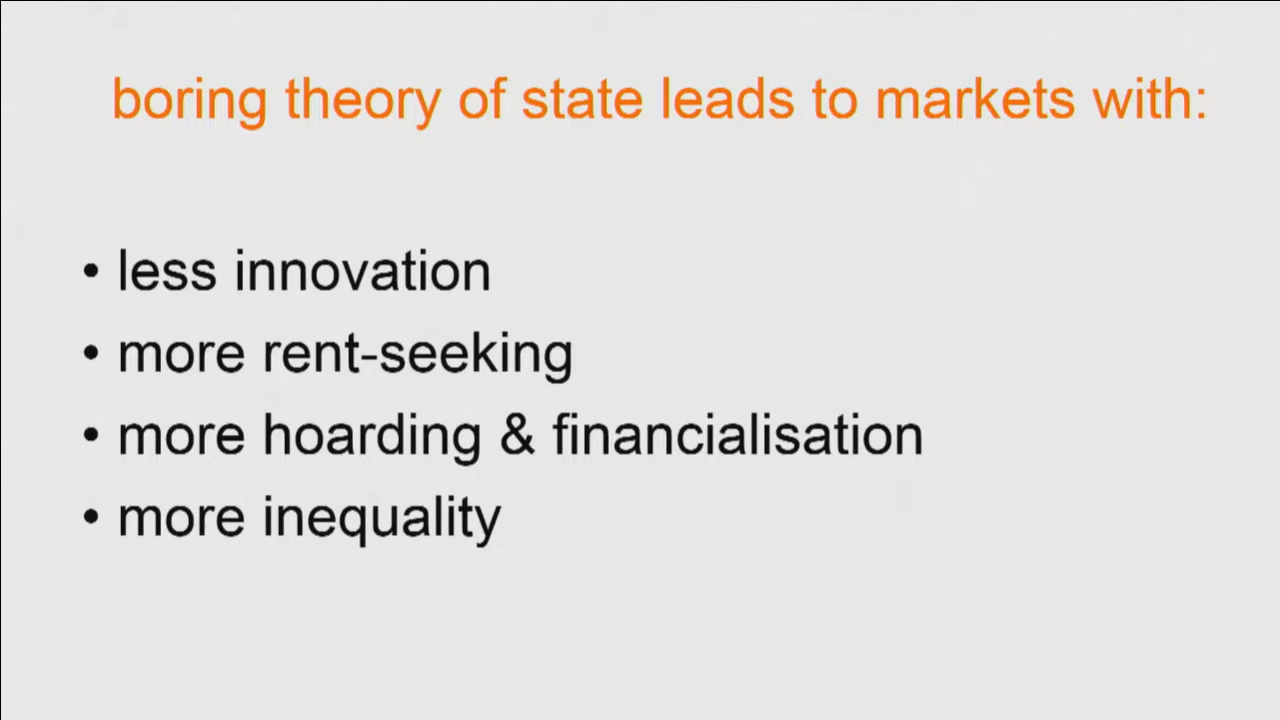 boring theory of state leads to markets with:
• less innovation
• more rent-seeking
• more hoarding & financialisation
• more inequality